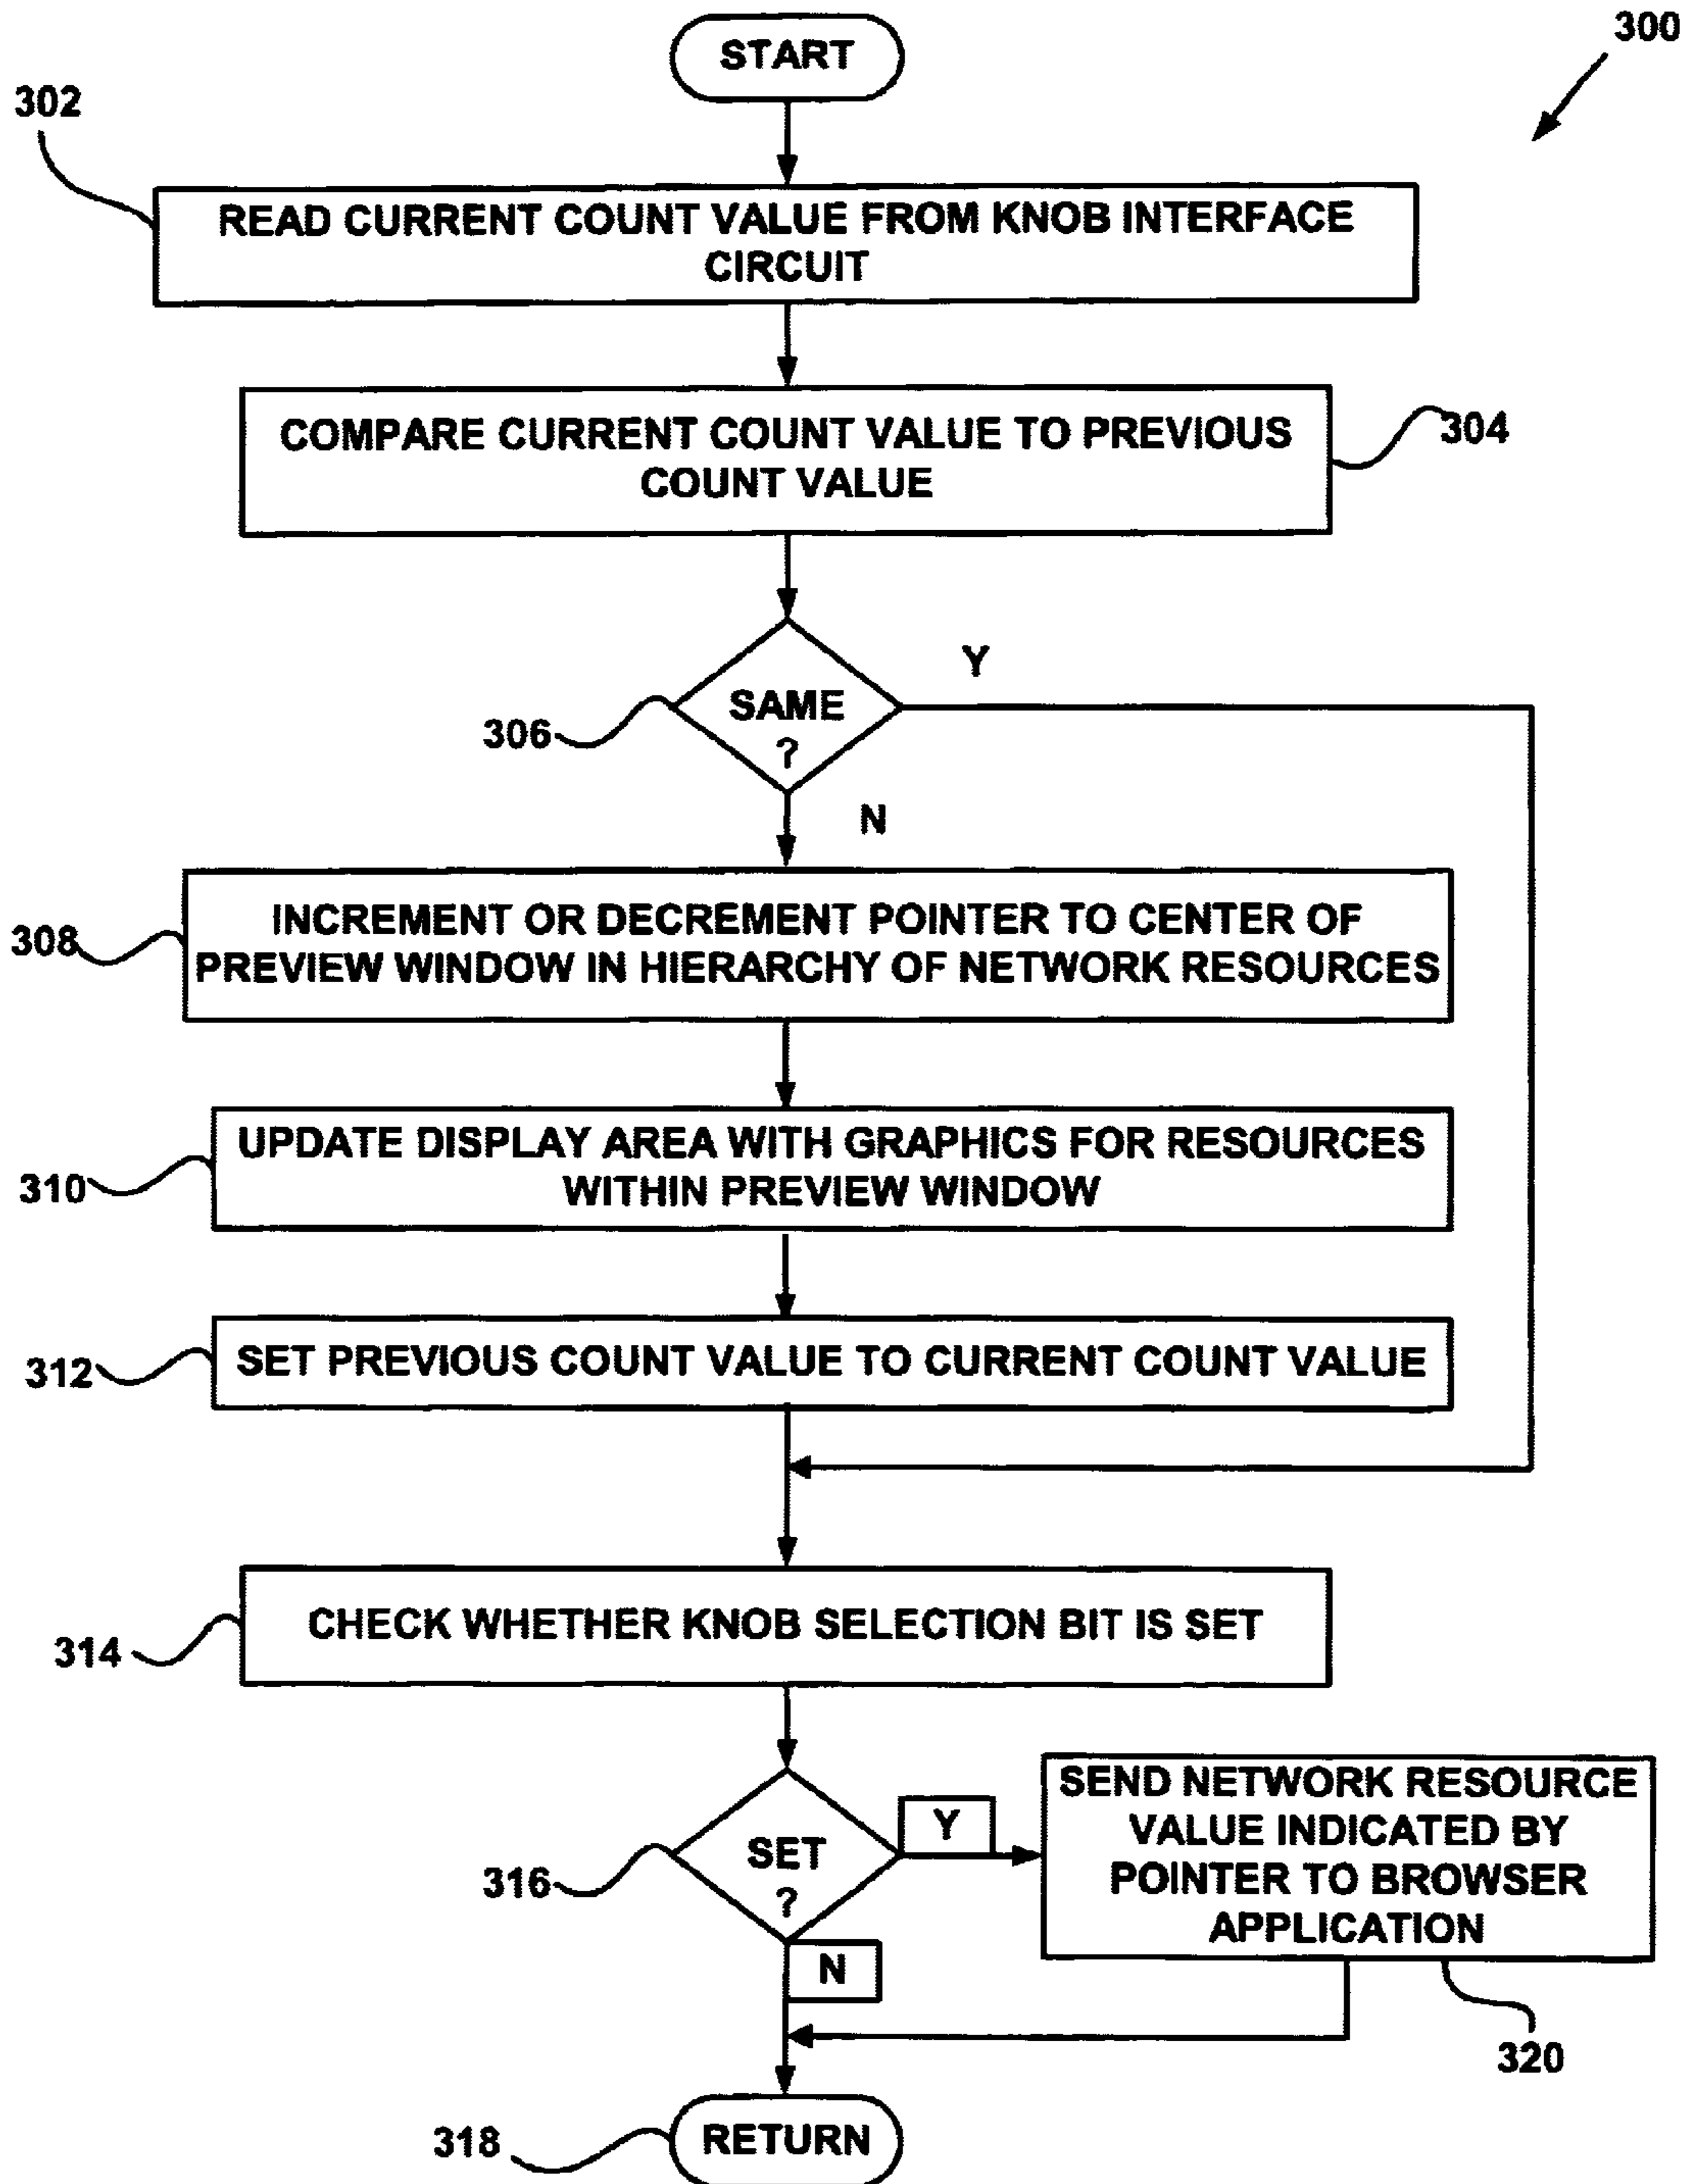 START
300
302
READ CURRENT COUNT VALUE FROM KNOB INTERFACE
CIRCUIT
COMPARE CURRENT COUNT VALUE TO PREVIOUS
COUNT VALUE
304
Y
SAME
?
306
N
INCREMENT OR DECREMENT POINTER TO CENTER OF
PREVIEW WINDOW IN HIERARCHY OF NETWORK RESOURCES
308
UPDATE DISPLAY AREA WITH GRAPHICS FOR RESOURCES
WITHIN PREVIEW WINDOW
310
SET PREVIOUS COUNT VALUE TO CURRENT COUNT VALUE
312
CHECK WHETHER KNOB SELECTION BIT IS SET
314
SET
?
316
Y
SEND NETWORK RESOURCE
VALUE INDICATED BY
POINTER TO BROWSER
APPLICATION
N
320
RETURN
318